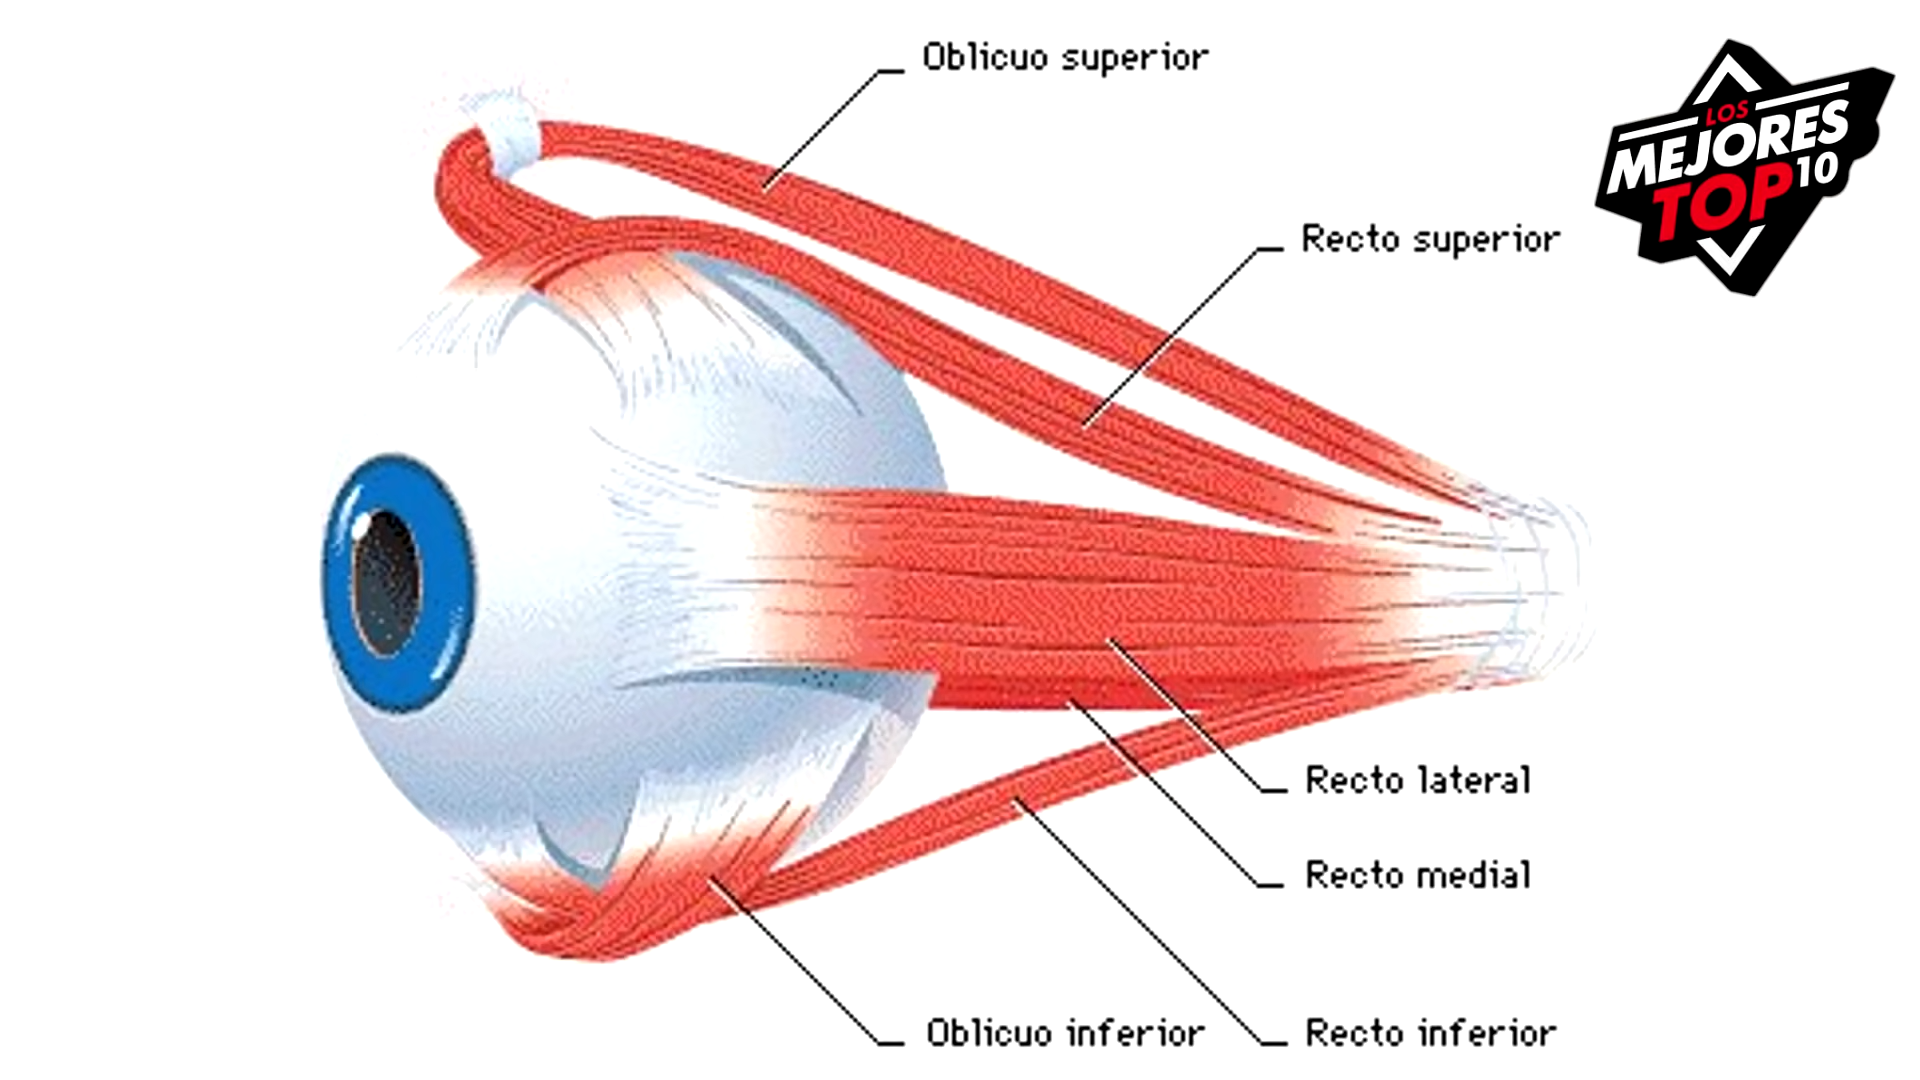 Oblicuo superior
LOS
MEJORES
TOP10
Recto superior
Recto lateral
Recto medial
Oblicuo inferior
Recto inferior